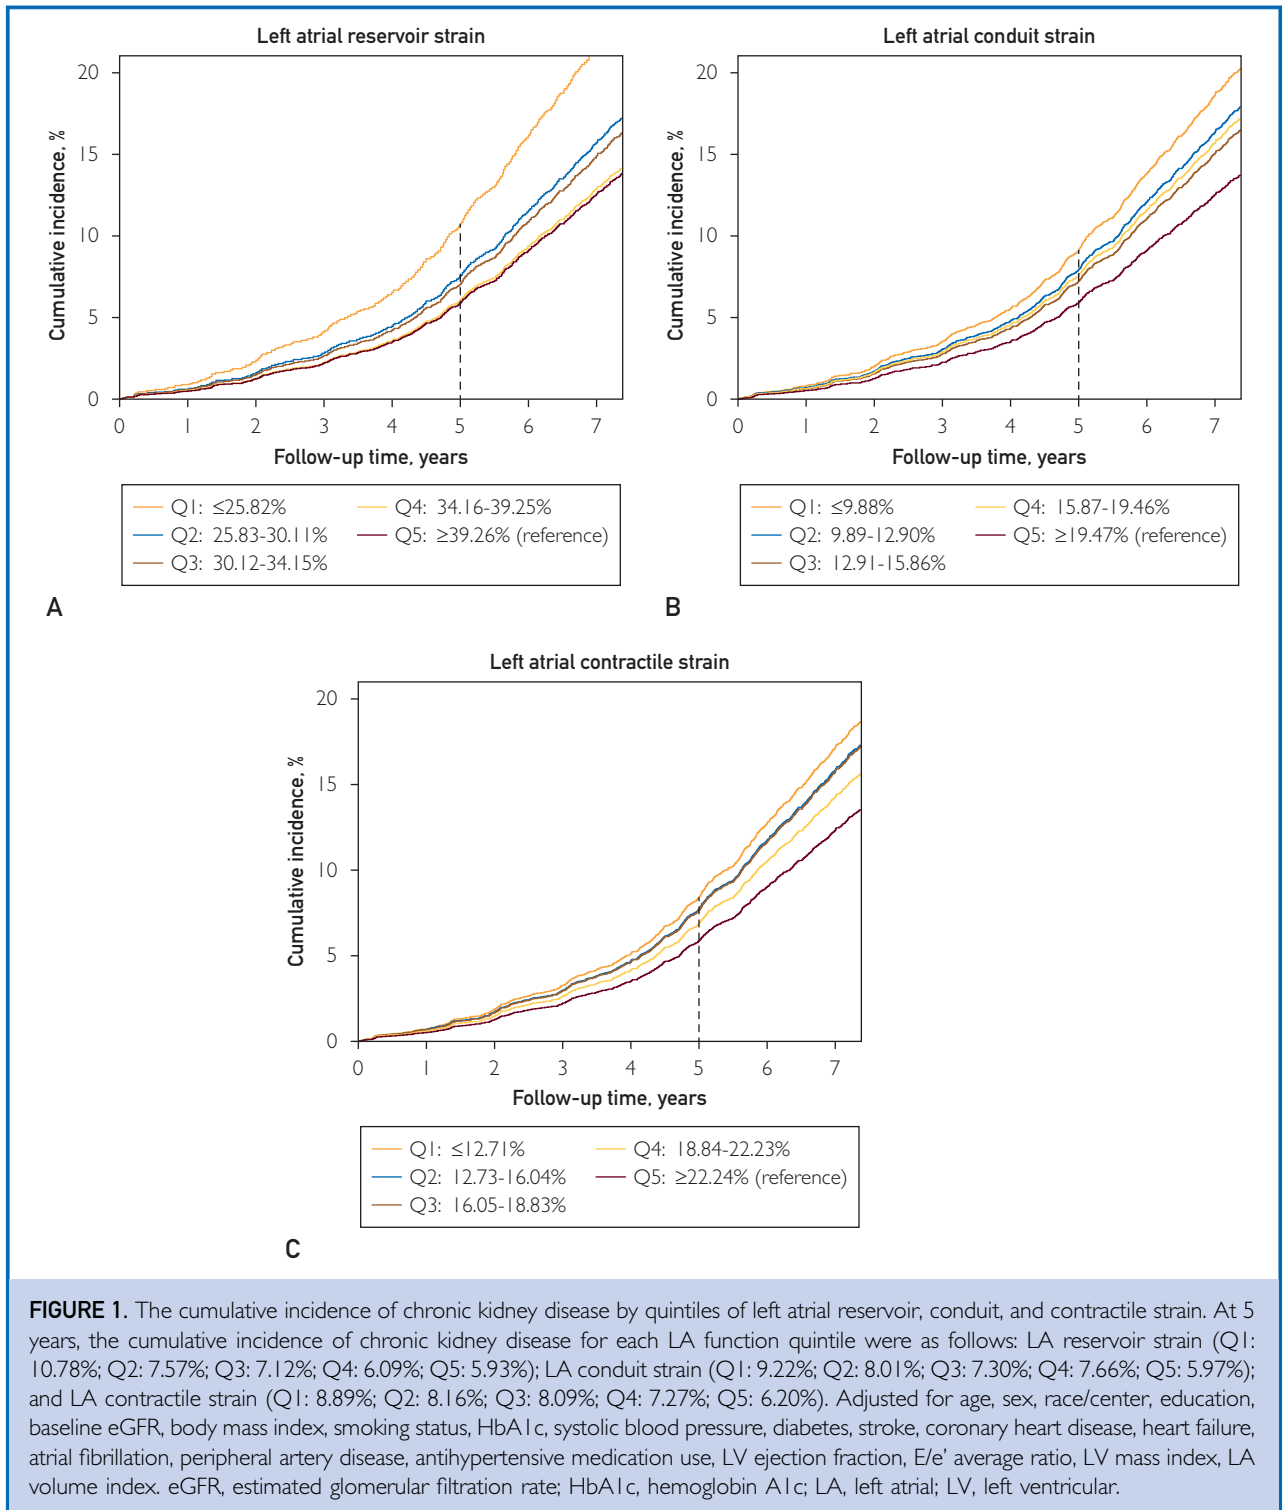 Left atrial reservoir strain
Cumulative incidence, %
20
15
10
5
0
0 1 2 3 4 5 6 7
Follow-up time, years
Q1: ≤25.82%
Q2: 25.83-30.11%
Q3: 30.12-34.15%
Q4: 34.16-39.25%
Q5: ≥39.26% (reference)
A
Left atrial conduit strain
Cumulative incidence, %
20
15
10
5
0
0 1 2 3 4 5 6 7
Follow-up time, years
Q1: ≤9.88%
Q2: 9.89-12.90%
Q3: 12.91-15.86%
Q4: 15.87-19.46%
Q5: ≥19.47% (reference)
B
Left atrial contractile strain
Cumulative incidence, %
20
15
10
5
0
0 1 2 3 4 5 6 7
Follow-up time, years
Q1: ≤12.71%
Q2: 12.73-16.04%
Q3: 16.05-18.83%
Q4: 18.84-22.23%
Q5: ≥22.24% (reference)
C
FIGURE 1. The cumulative incidence of chronic kidney disease by quintiles of left atrial reservoir, conduit, and contractile strain. At 5
years, the cumulative incidence of chronic kidney disease for each LA function quintile were as follows: LA reservoir strain (Q1:
10.78%; Q2: 7.57%; Q3: 7.12%; Q4: 6.09%; Q5: 5.93%); LA conduit strain (Q1: 9.22%; Q2: 8.01%; Q3: 7.30%; Q4: 7.66%; Q5: 5.97%);
and LA contractile strain (Q1: 8.89%; Q2: 8.16%; Q3: 8.09%; Q4: 7.27%; Q5: 6.20%). Adjusted for age, sex, race/center, education,
baseline eGFR, body mass index, smoking status, HbA1c, systolic blood pressure, diabetes, stroke, coronary heart disease, heart failure,
atrial fibrillation, peripheral artery disease, antihypertensive medication use, LV ejection fraction, E/e' average ratio, LV mass index, LA
volume index. eGFR, estimated glomerular filtration rate; HbA1c, hemoglobin A1c; LA, left atrial; LV, left ventricular.